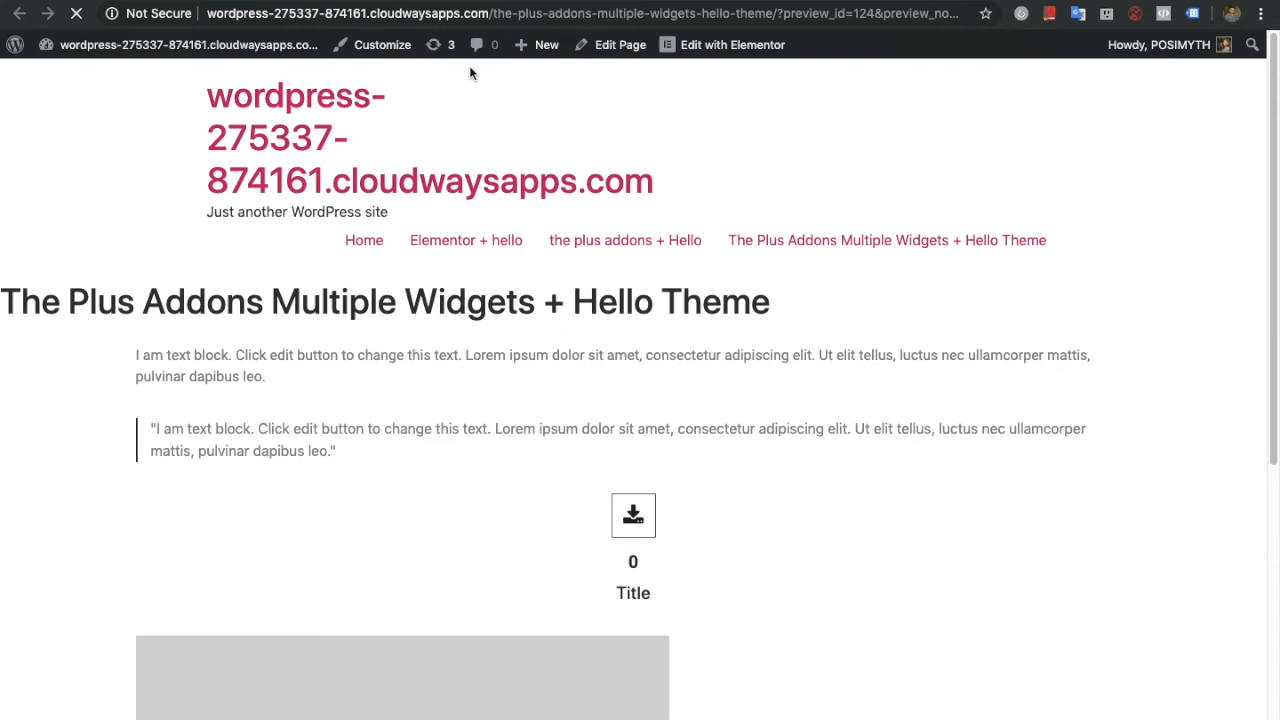 Not Secure wordpress-275337-874161.cloudwaysapps.com/the-plus-addons-multiple-widgets-hello-theme/?preview_id=124&preview_no...
wordpress-275337-874161.cloudwaysapps.co... Customize 3 0 New Edit Page Edit with Elementor Howdy, POSIMYTH
wordpress-
275337-
874161.cloudwaysapps.com
Just another WordPress site
Home Elementor + hello the plus addons + Hello The Plus Addons Multiple Widgets + Hello Theme
The Plus Addons Multiple Widgets + Hello Theme
I am text block. Click edit button to change this text. Lorem ipsum dolor sit amet, consectetur adipiscing elit. Ut elit tellus, luctus nec ullamcorper mattis,
pulvinar dapibus leo.
"I am text block. Click edit button to change this text. Lorem ipsum dolor sit amet, consectetur adipiscing elit. Ut elit tellus, luctus nec ullamcorper
mattis, pulvinar dapibus leo."
0
Title